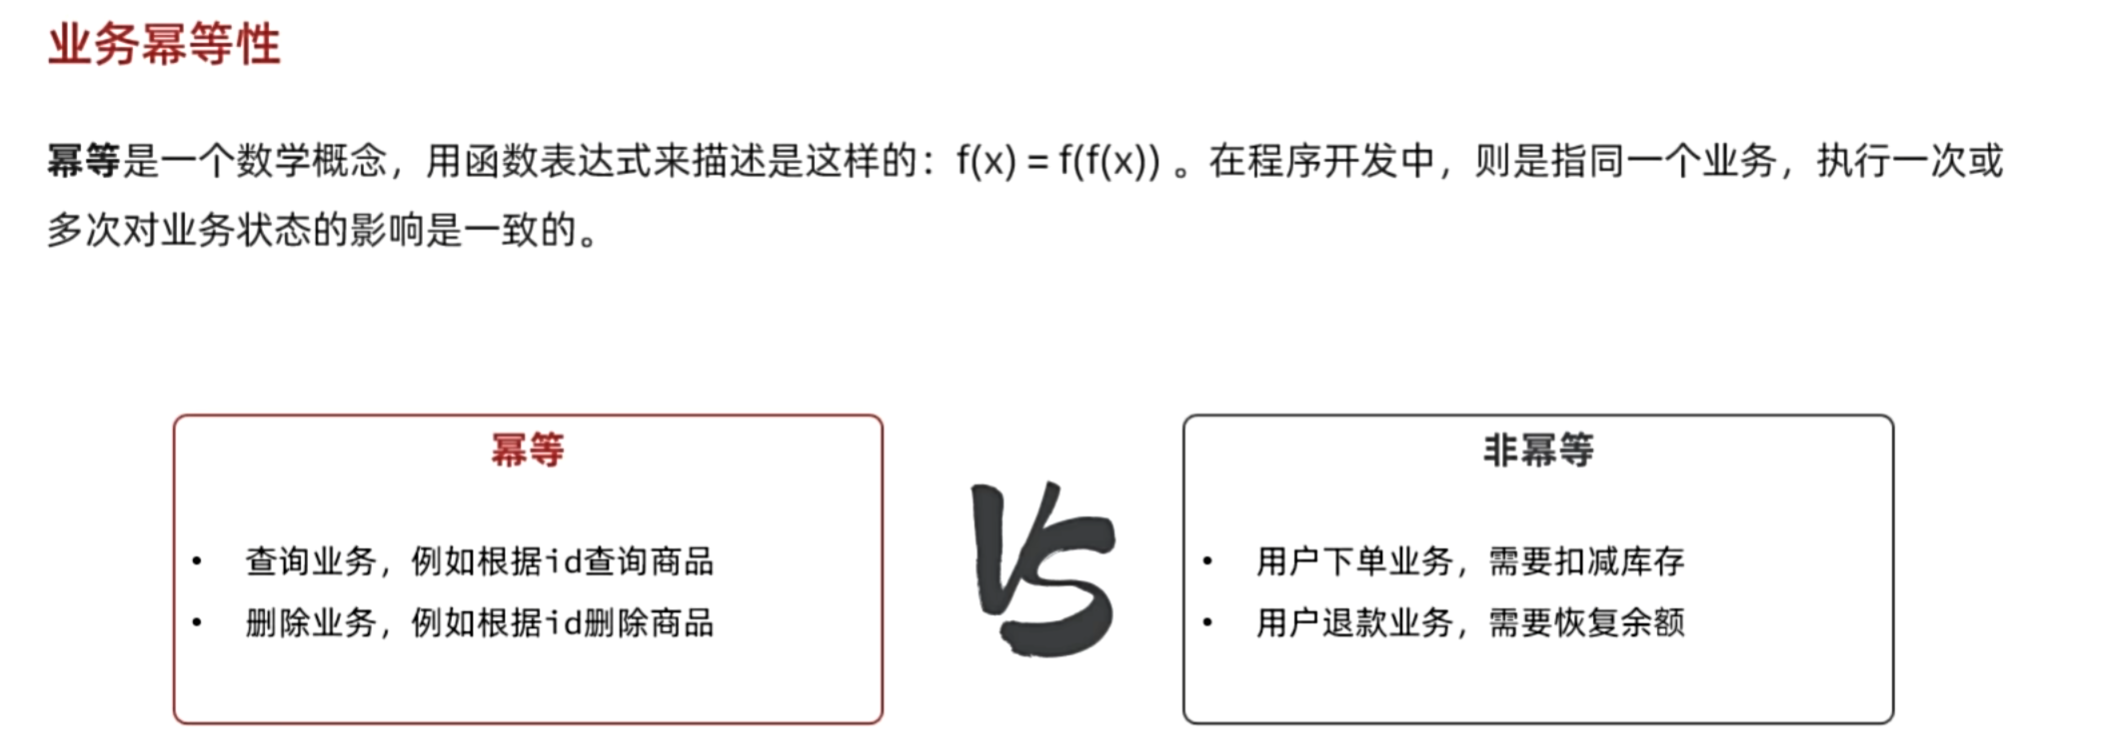 业务幂等性
幂等是一个数学概念，用函数表达式来描述是这样的：f(x) = f(f(x)) 。在程序开发中，则是指同一个业务，执行一次或
多次对业务状态的影响是一致的。
幂等
• 查询业务，例如根据id查询商品
• 删除业务，例如根据id删除商品
VS
非幂等
• 用户下单业务，需要扣减库存
• 用户退款业务，需要恢复余额